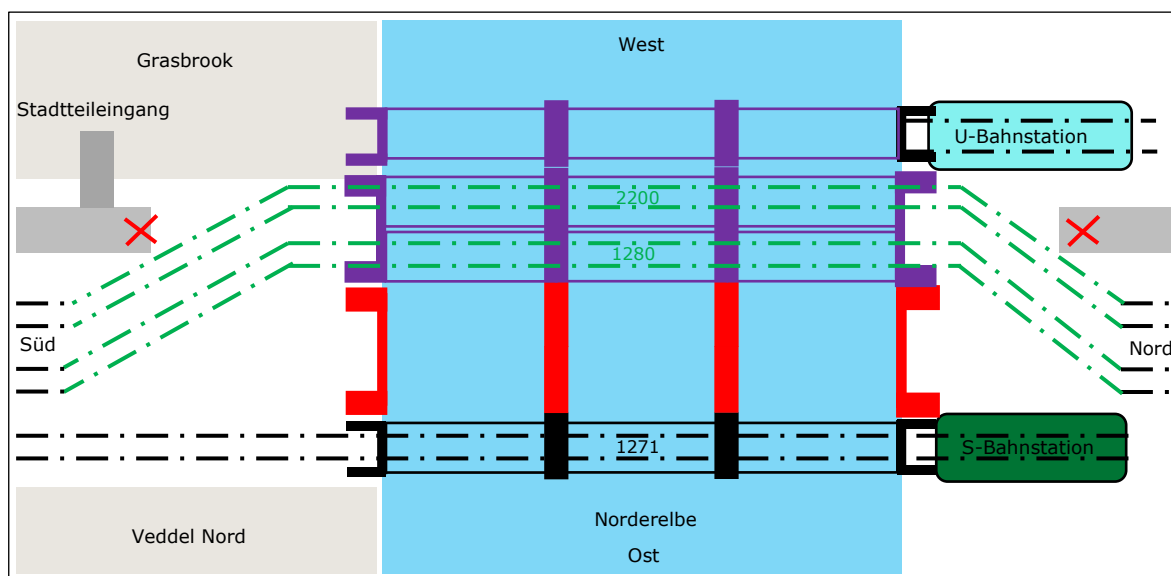 West
Grasbrook
Stadtteileingang
U-Bahnstation
2200
1280
Süd
Nord
1271
S-Bahnstation
Norderelbe
Veddel Nord
Ost